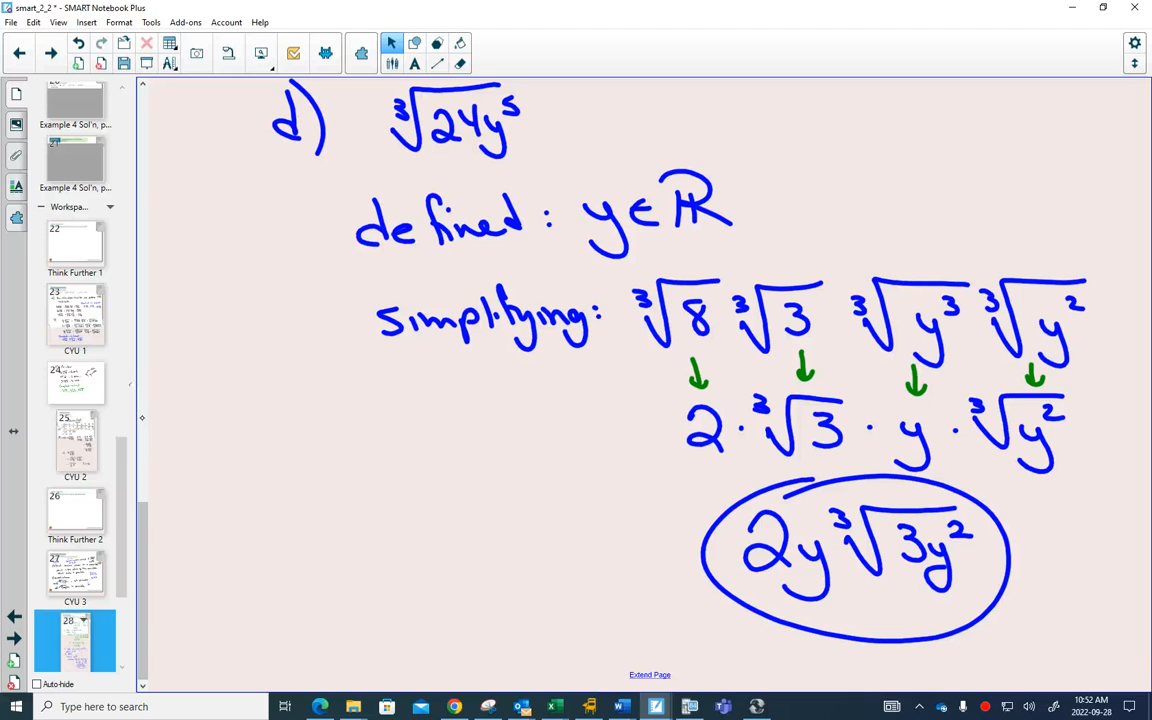 smart_2_2 * - SMART Notebook Plus
File Edit View Insert Format Tools Add-ons Account Help
d) ∛24y⁵
defined: y∈ℝ
simplifying: ∛8 ∛3 ∛y³ ∛y²
↓ ↓ ↓ ↓
2 · ∛3 · y · ∛y²
2y∛3y²
Extend Page
Example 4 Sol'n, p...
21
Example 4 Sol'n, p...
Workspa...
22
Think Further 1
23
CYU 1
24
25
CYU 2
26
Think Further 2
27
CYU 3
28
Auto-hide
Type here to search
10:52 AM
2022-09-28